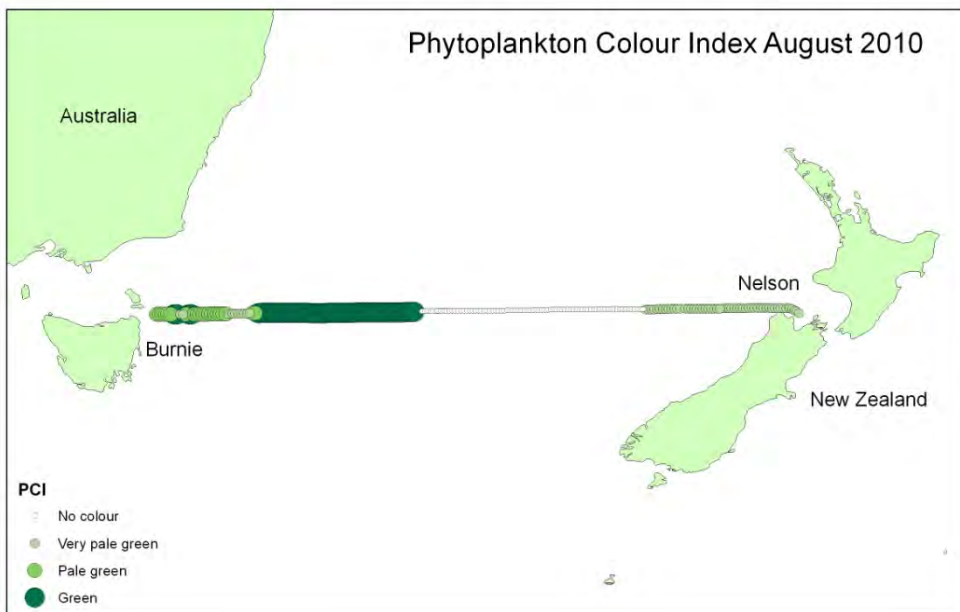 Phytoplankton Colour Index August 2010
Australia
Nelson
Burnie
New Zealand
PCI
No colour
Very pale green
Pale green
Green